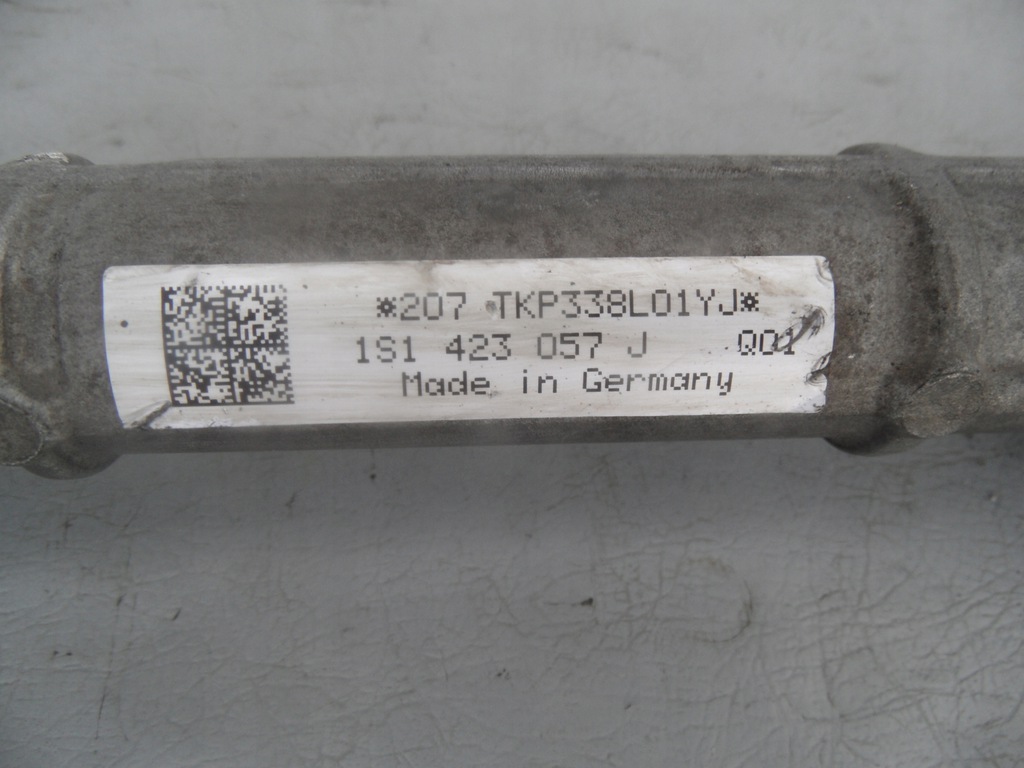 *207 TKP338L01YJ*
1S1 423 057 J Q01
Made in Germany